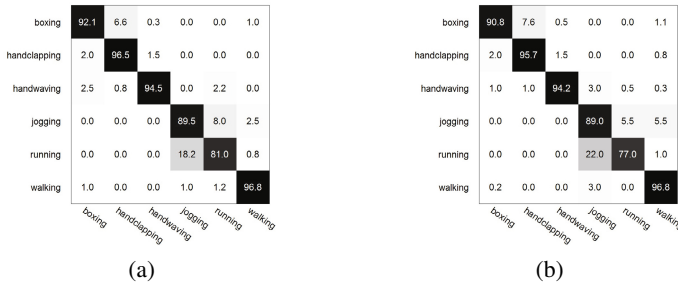 boxing 92.1 6.6 0.3 0.0 0.0 1.0
handclapping 2.0 96.5 1.5 0.0 0.0 0.0
handwaving 2.5 0.8 94.5 0.0 2.2 0.0
jogging 0.0 0.0 0.0 89.5 8.0 2.5
running 0.0 0.0 0.0 18.2 81.0 0.8
walking 1.0 0.0 0.0 1.0 1.2 96.8
boxing handclapping handwaving jogging running walking
(a)
boxing 90.8 7.6 0.5 0.0 0.0 1.1
handclapping 2.0 95.7 1.5 0.0 0.0 0.8
handwaving 1.0 1.0 94.2 3.0 0.5 0.3
jogging 0.0 0.0 0.0 89.0 5.5 5.5
running 0.0 0.0 0.0 22.0 77.0 1.0
walking 0.2 0.0 0.0 3.0 0.0 96.8
boxing handclapping handwaving jogging running walking
(b)